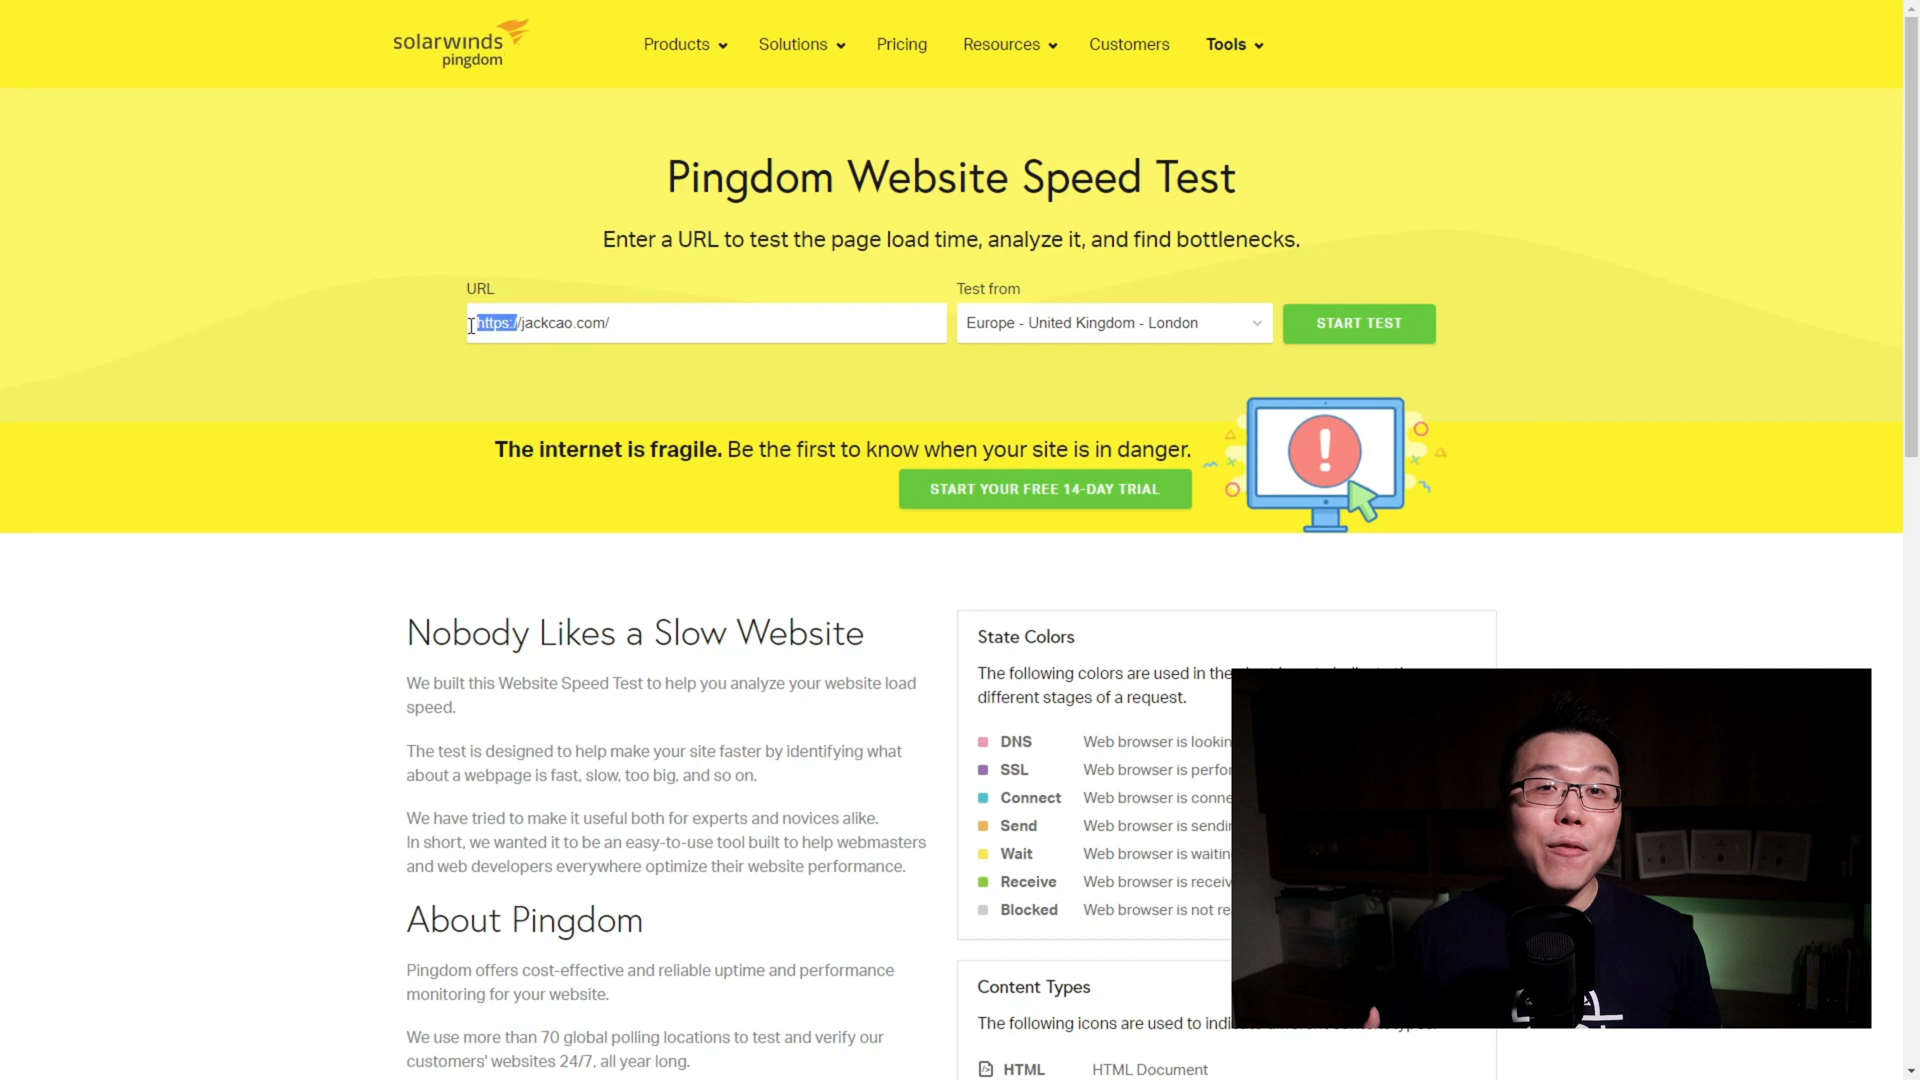 solarwinds
pingdom
Products
Solutions
Pricing
Resources
Customers
Tools
Pingdom Website Speed Test
Enter a URL to test the page load time, analyze it, and find bottlenecks.
URL
Test from
https://jackcao.com/
Europe - United Kingdom - London
START TEST
The internet is fragile. Be the first to know when your site is in danger.
START YOUR FREE 14-DAY TRIAL
Nobody Likes a Slow Website
We built this Website Speed Test to help you analyze your website load
speed.
The test is designed to help make your site faster by identifying what
about a webpage is fast, slow, too big, and so on.
We have tried to make it useful both for experts and novices alike.
In short, we wanted it to be an easy-to-use tool built to help webmasters
and web developers everywhere optimize their website performance.
About Pingdom
Pingdom offers cost-effective and reliable uptime and performance
monitoring for your website.
We use more than 70 global polling locations to test and verify our
customers' websites 24/7, all year long.
State Colors
The following colors are used in the
different stages of a request.
DNS Web browser is lookin
SSL Web browser is perfor
Connect Web browser is conne
Send Web browser is sendi
Wait Web browser is waitin
Receive Web browser is receiv
Blocked Web browser is not re
Content Types
The following icons are used to indi
HTML HTML Document